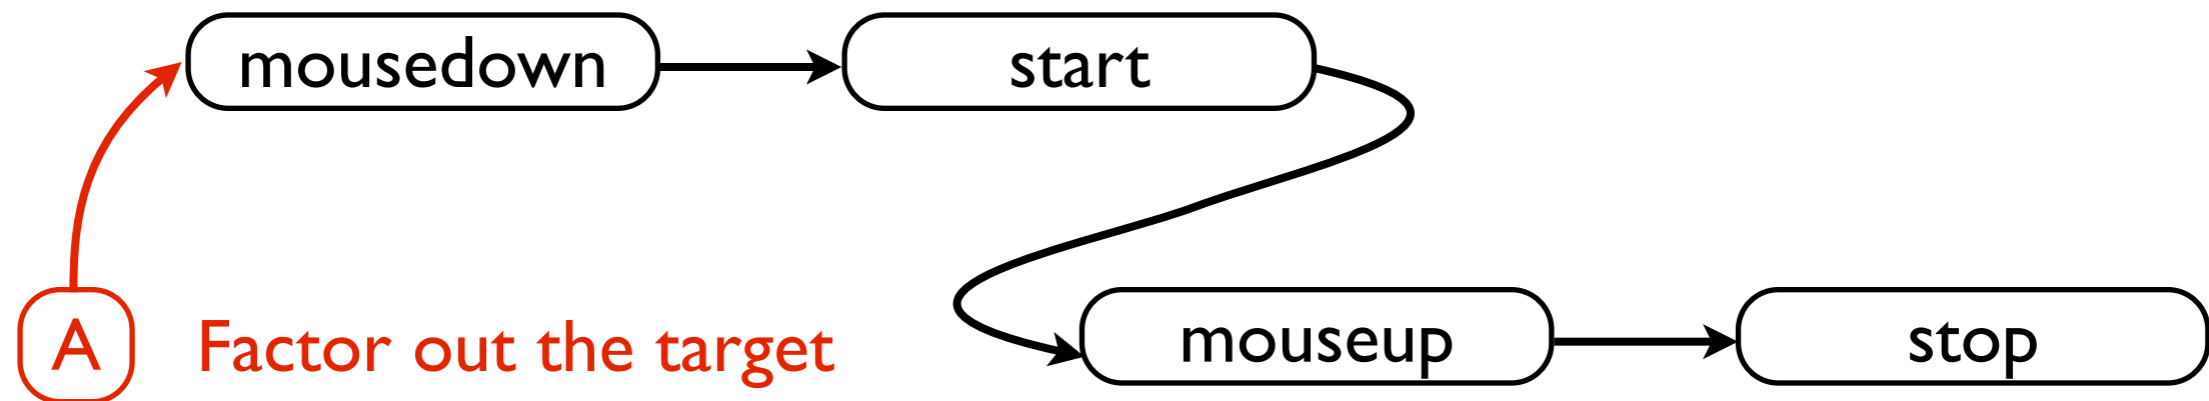 mousedown
start
A
Factor out the target
mouseup
stop